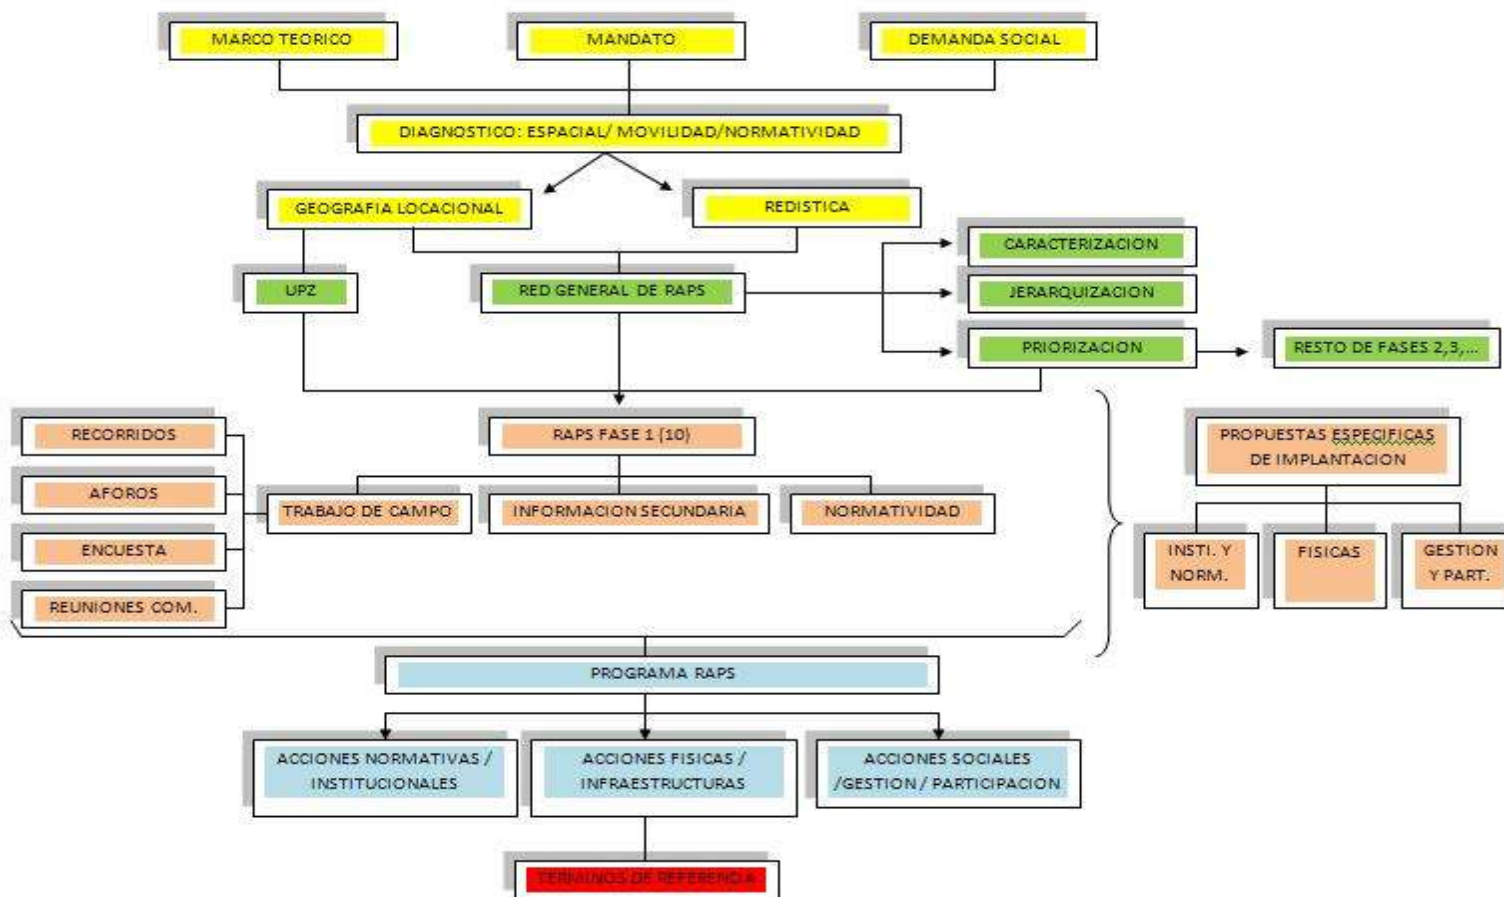 MARCO TEORICO
MANDATO
DEMANDA SOCIAL
DIAGNOSTICO: ESPACIAL/ MOVILIDAD/NORMATIVIDAD
GEOGRAFIA LOCACIONAL
REDISTICA
CARACTERIZACION
UPZ
RED GENERAL DE RAPS
JERARQUIZACION
PRIORIZACION
RESTO DE FASES 2,3,...
RECORRIDOS
RAPS FASE 1 (10)
PROPUESTAS ESPECIFICAS
DE IMPLANTACION
AFOROS
TRABAJO DE CAMPO
INFORMACION SECUNDARIA
NORMATIVIDAD
ENCUESTA
INSTI. Y
NORM.
FISICAS
GESTION
Y PART.
REUNIONES COM.
PROGRAMA RAPS
ACCIONES NORMATIVAS /
INSTITUCIONALES
ACCIONES FISICAS /
INFRAESTRUCTURAS
ACCIONES SOCIALES
/GESTION / PARTICIPACION
TERMINOS DE REFERENCIA